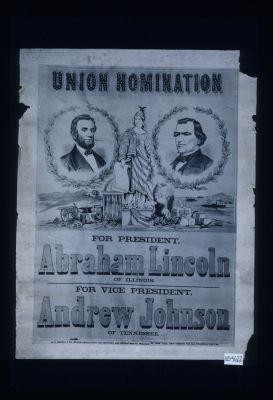 UNION NOMINATION
FOR PRESIDENT,
Abraham Lincoln
OF ILLINOIS.
FOR VICE PRESIDENT,
Andrew Johnson
OF TENNESSEE.